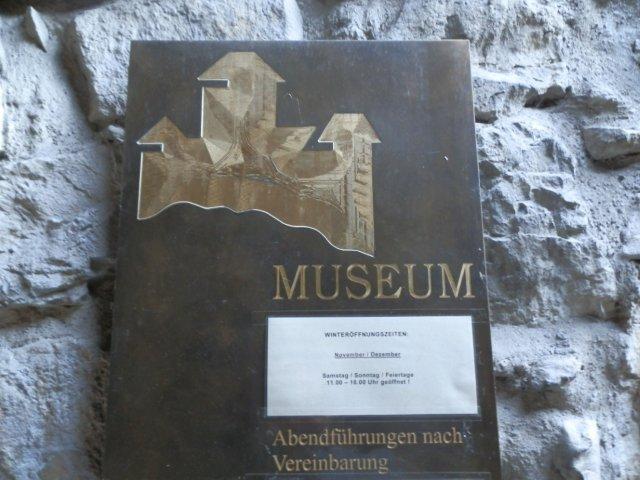 MUSEUM
WINTERÖFFNUNGSZEITEN:
November / Dezember
Samstag / Sonntag / Feiertage
11.00 – 16.00 Uhr geöffnet !
Abendführungen nach
Vereinbarung